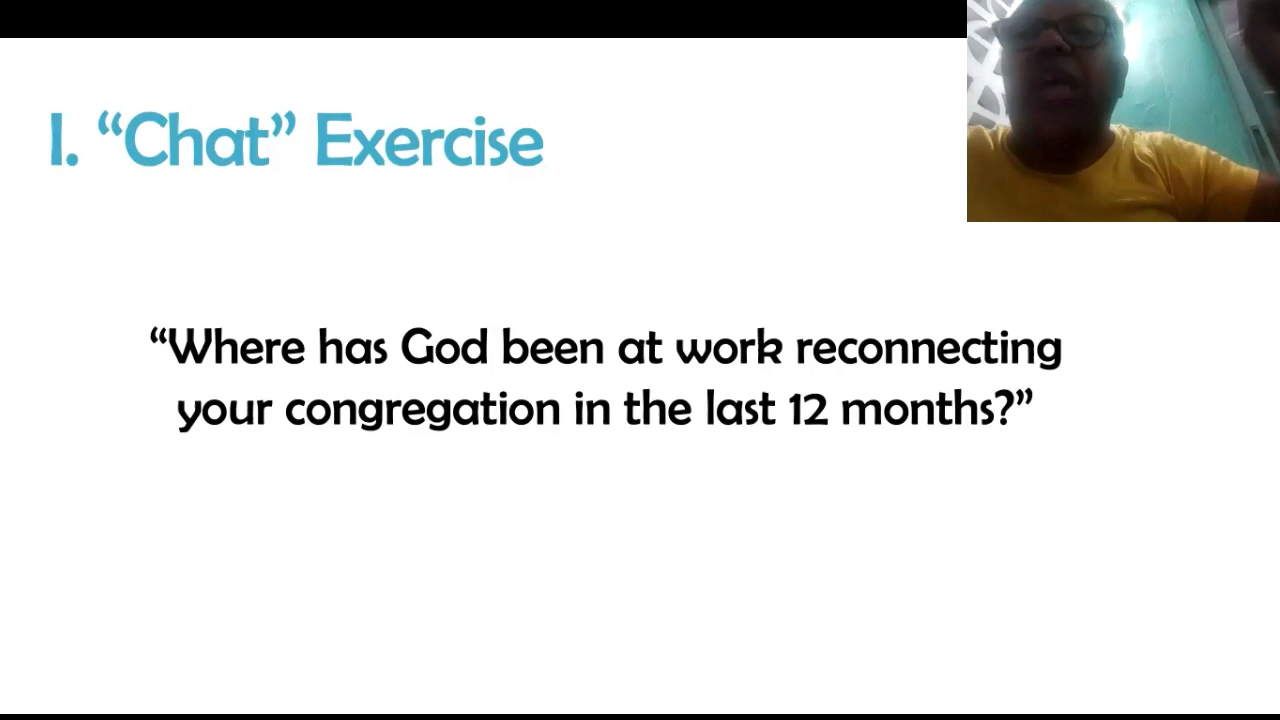 I. “Chat” Exercise
“Where has God been at work reconnecting
your congregation in the last 12 months?”